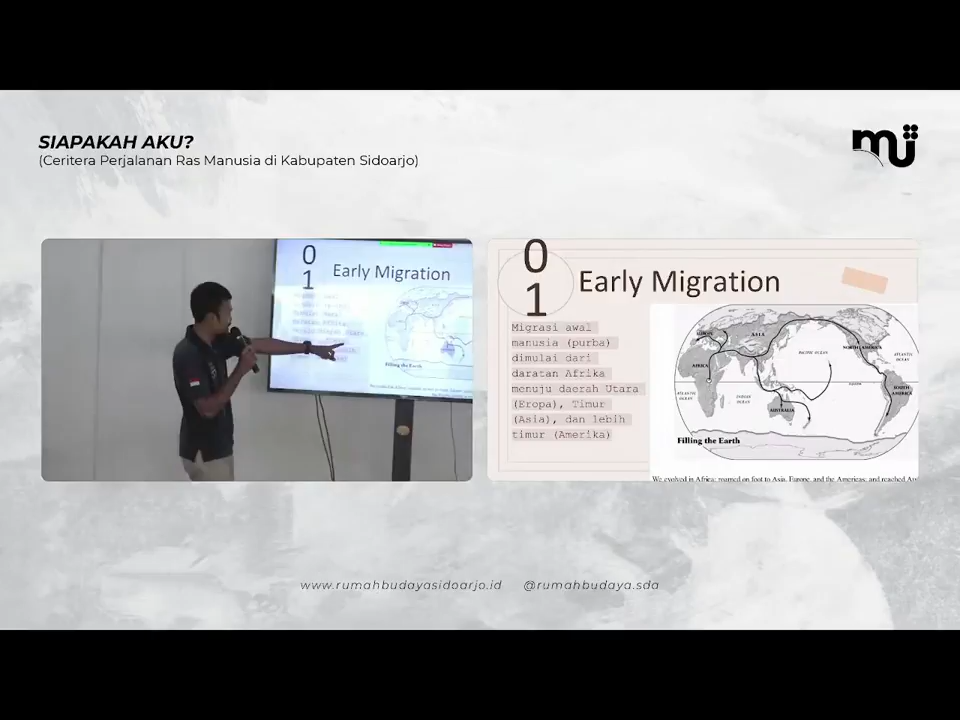 SIAPAKAH AKU?
(Ceritera Perjalanan Ras Manusia di Kabupaten Sidoarjo)
mu
0
1
Early Migration
Filling the Earth
0
1
Early Migration
Migrasi awal
manusia (purba)
dimulai dari
daratan Afrika
menuju daerah Utara
(Eropa), Timur
(Asia), dan lebih
timur (Amerika)
EUROPE
ASIA
AFRICA
NORTH AMERICA
PACIFIC OCEAN
ATLANTIC
OCEAN
ATLANTIC
OCEAN
INDIAN
OCEAN
SOUTH
AMERICA
AUSTRALIA
Filling the Earth
We evolved in Africa; roamed on foot to Asia, Europe, and the Americas; and reached
www.rumahbudayasidoarjo.id
@rumahbudaya.sda